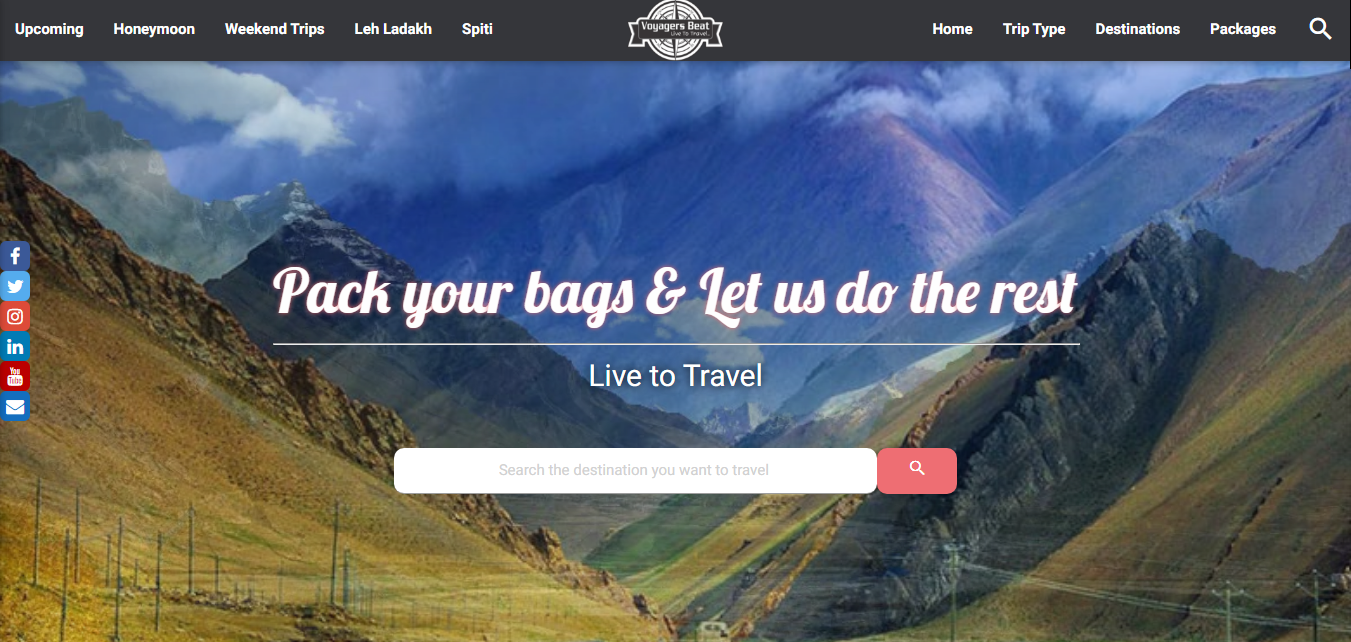 Upcoming Honeymoon Weekend Trips Leh Ladakh Spiti
Voyagers Beat
Live To Travel.
Home Trip Type Destinations Packages
Pack your bags & Let us do the rest
Live to Travel
Search the destination you want to travel
You
Tube